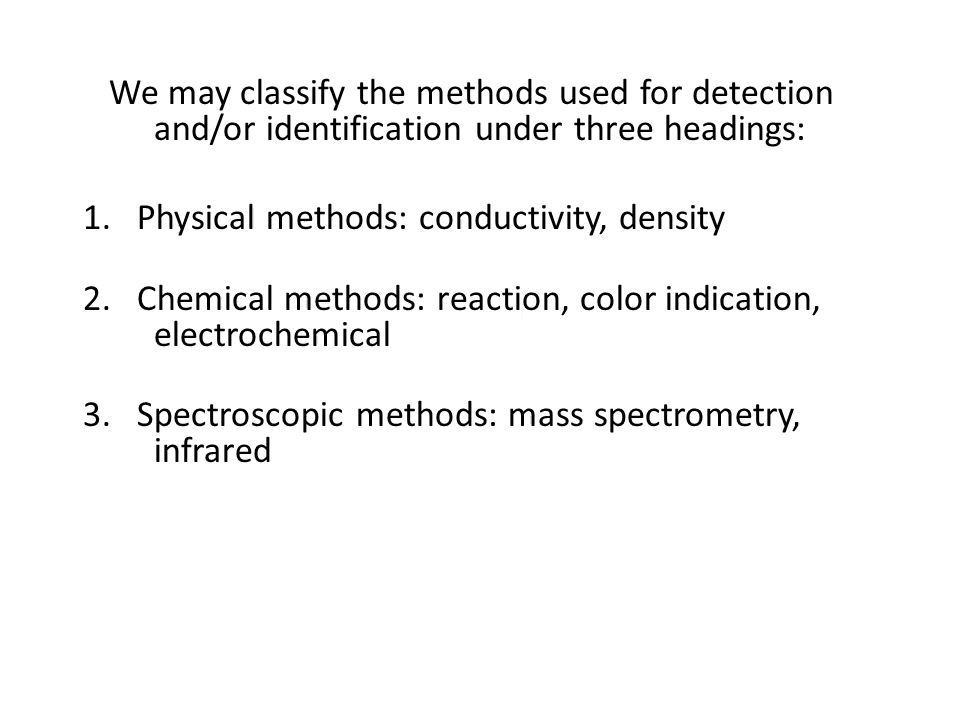 We may classify the methods used for detection
and/or identification under three headings:
1. Physical methods: conductivity, density
2. Chemical methods: reaction, color indication,
electrochemical
3. Spectroscopic methods: mass spectrometry,
infrared